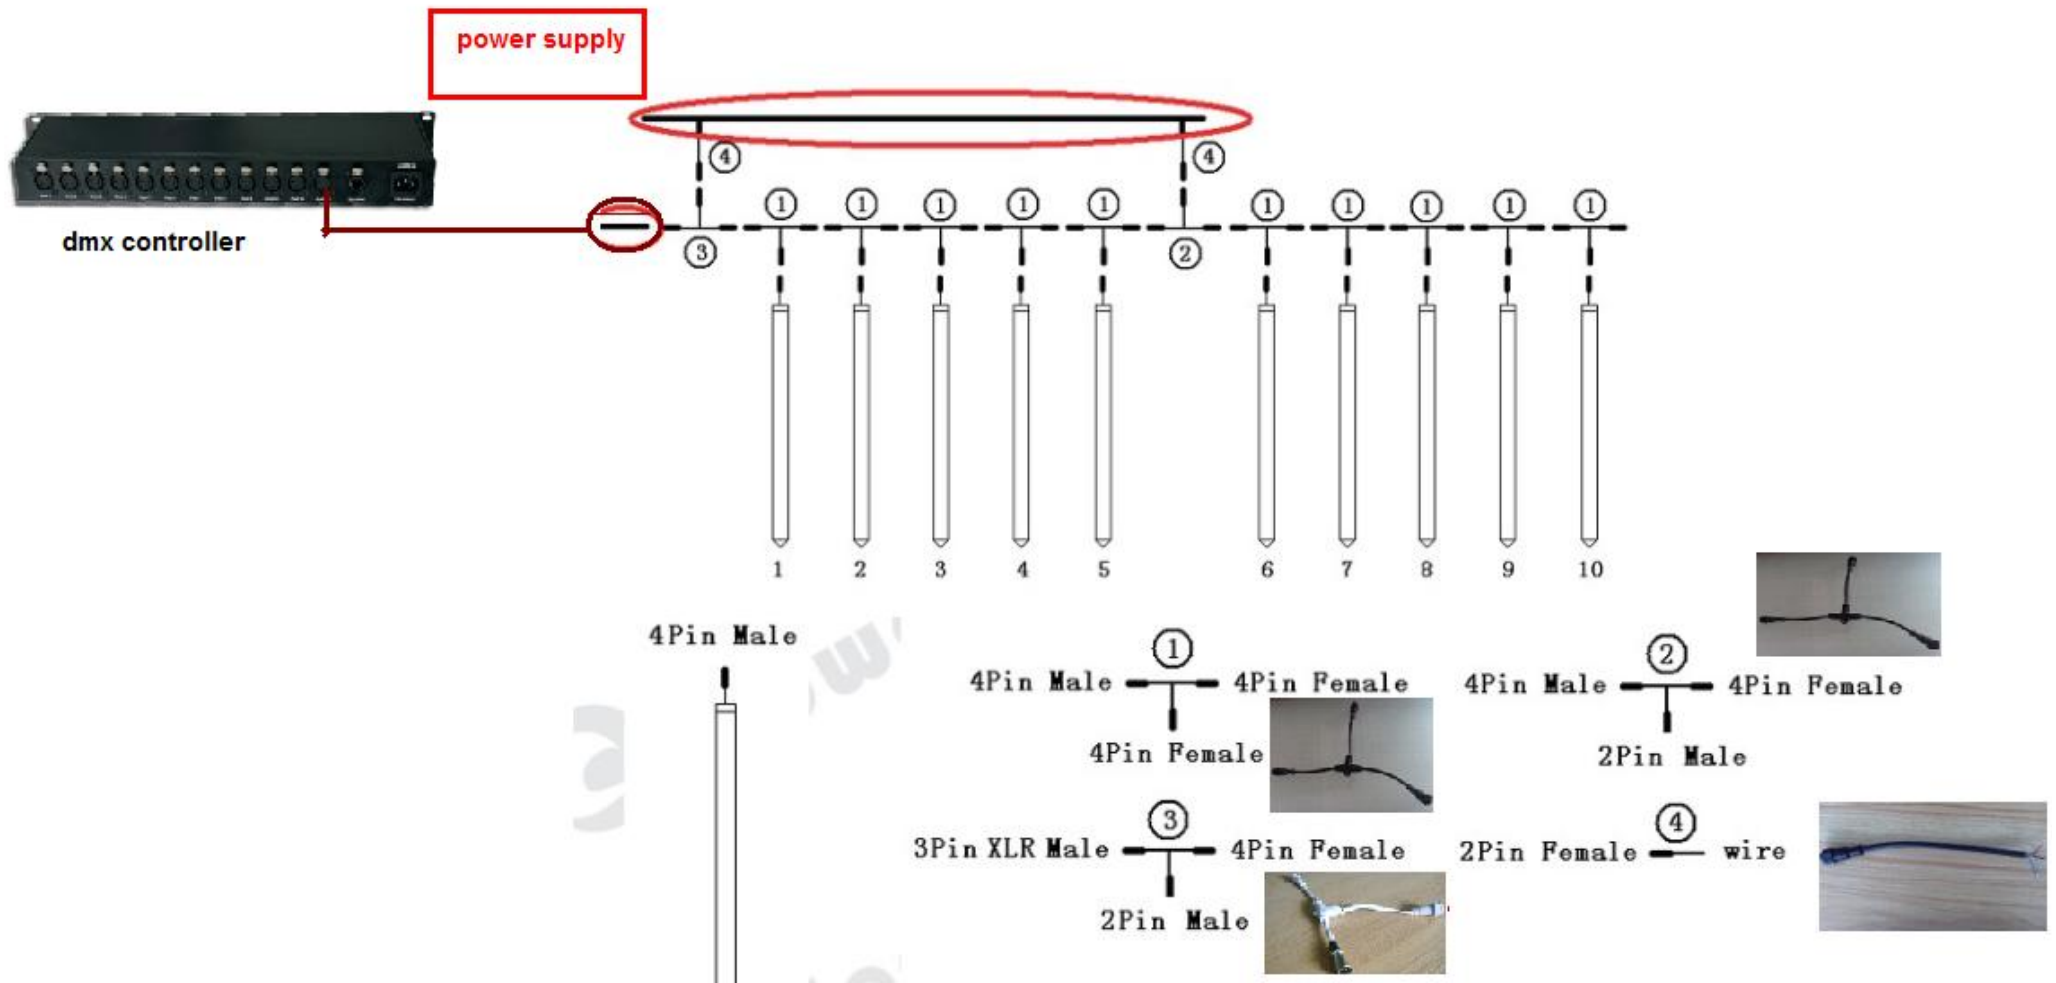 power supply
④ ④
① ① ① ① ① ① ① ① ① ①
dmx controller
③ ②
1 2 3 4 5 6 7 8 9 10
4Pin Male
①
4Pin Male 4Pin Female
4Pin Female
②
4Pin Male 4Pin Female
2Pin Male
③
3Pin XLR Male 4Pin Female
2Pin Male
④
2Pin Female wire